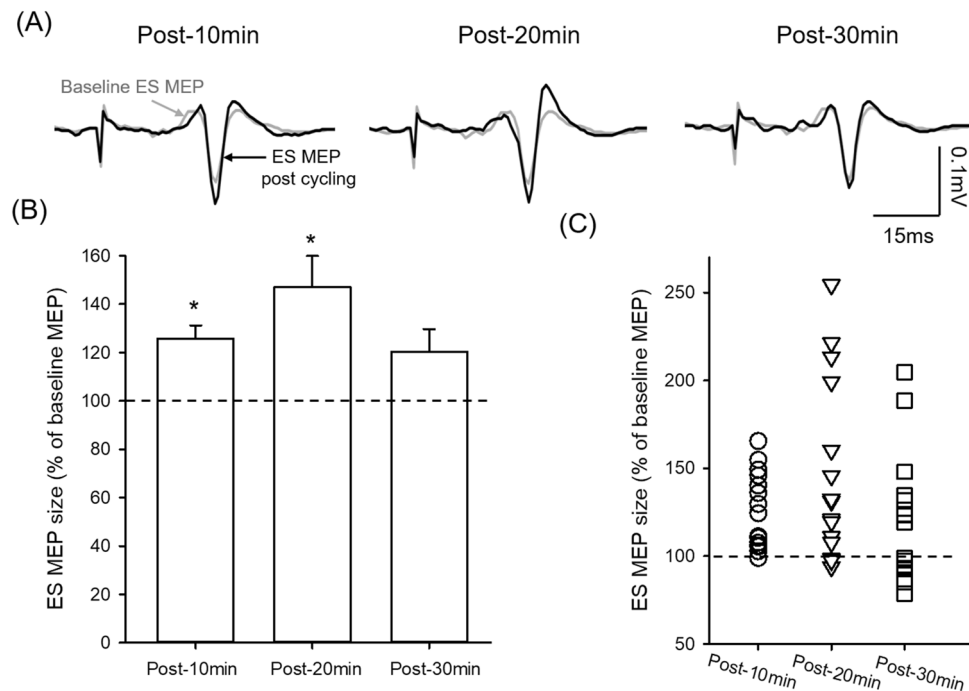 (A)
Post-10min
Post-20min
Post-30min
Baseline ES MEP
ES MEP
post cycling
0.1mV
15ms
(B)
ES MEP size (% of baseline MEP)
160
140
120
100
80
60
40
20
0
*
*
Post-10min
Post-20min
Post-30min
(C)
ES MEP size (% of baseline MEP)
250
200
150
100
50
Post-10min
Post-20min
Post-30min